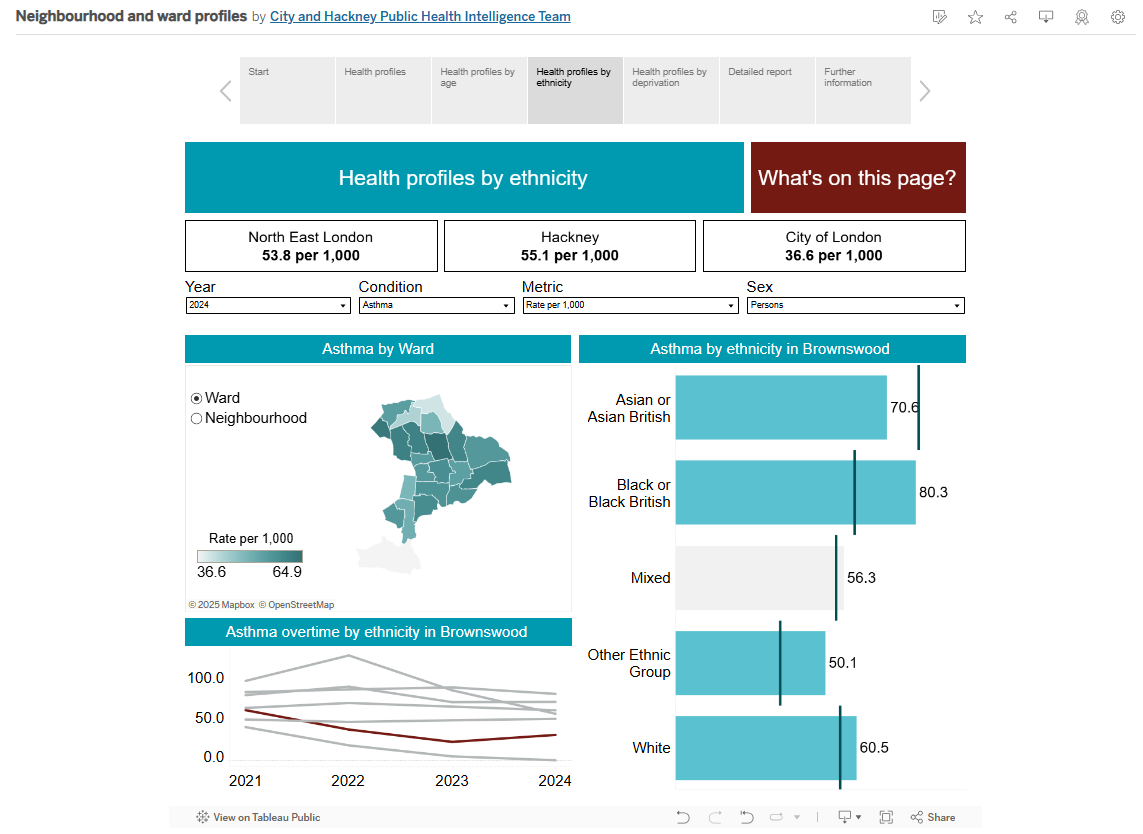 Neighbourhood and ward profiles by City and Hackney Public Health Intelligence Team
Start
Health profiles
Health profiles by
age
Health profiles by
ethnicity
Health profiles by
deprivation
Detailed report
Further
information
Health profiles by ethnicity
What's on this page?
North East London
53.8 per 1,000
Hackney
55.1 per 1,000
City of London
36.6 per 1,000
Year
2024
Condition
Asthma
Metric
Rate per 1,000
Sex
Persons
Asthma by Ward
Ward
Neighbourhood
Rate per 1,000
36.6 64.9
© 2025 Mapbox © OpenStreetMap
Asthma overtime by ethnicity in Brownswood
100.0
50.0
0.0
2021 2022 2023 2024
Asthma by ethnicity in Brownswood
Asian or
Asian British
70.6
Black or
Black British
80.3
Mixed
56.3
Other Ethnic
Group
50.1
White
60.5
View on Tableau Public
Share